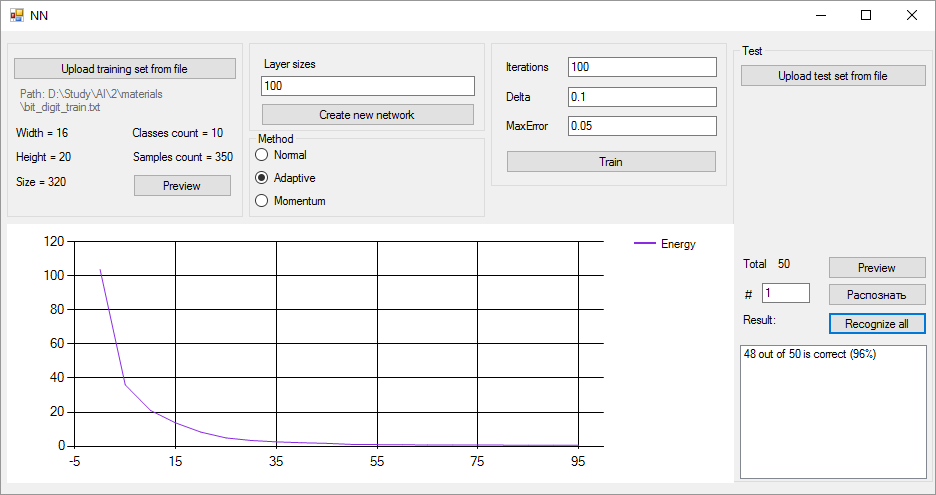 NN
Upload training set from file
Path: D:\Study\AI\2\materials
\bit_digit_train.txt
Width = 16
Classes count = 10
Height = 20
Samples count = 350
Size = 320
Preview
Layer sizes
100
Create new network
Method
Normal
Adaptive
Momentum
Iterations
100
Delta
0.1
MaxError
0.05
Train
Test
Upload test set from file
Total 50
Preview
#
1
Распознать
Result:
Recognize all
48 out of 50 is correct (96%)
120
100
80
60
40
20
0
-5
15
35
55
75
95
Energy